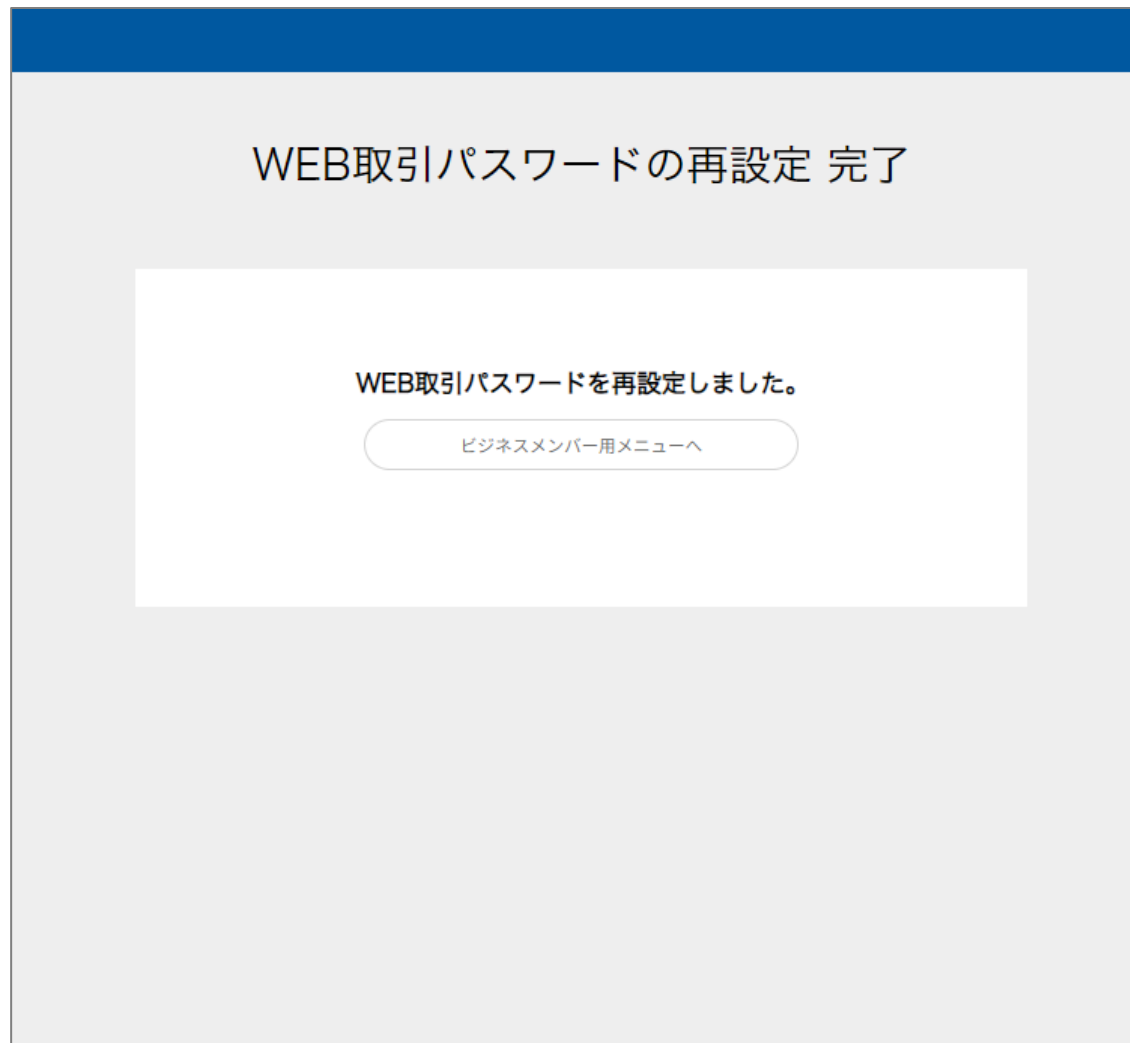 WEB取引パスワードの再設定 完了
WEB取引パスワードを再設定しました。
ビジネスメンバー用メニューへ